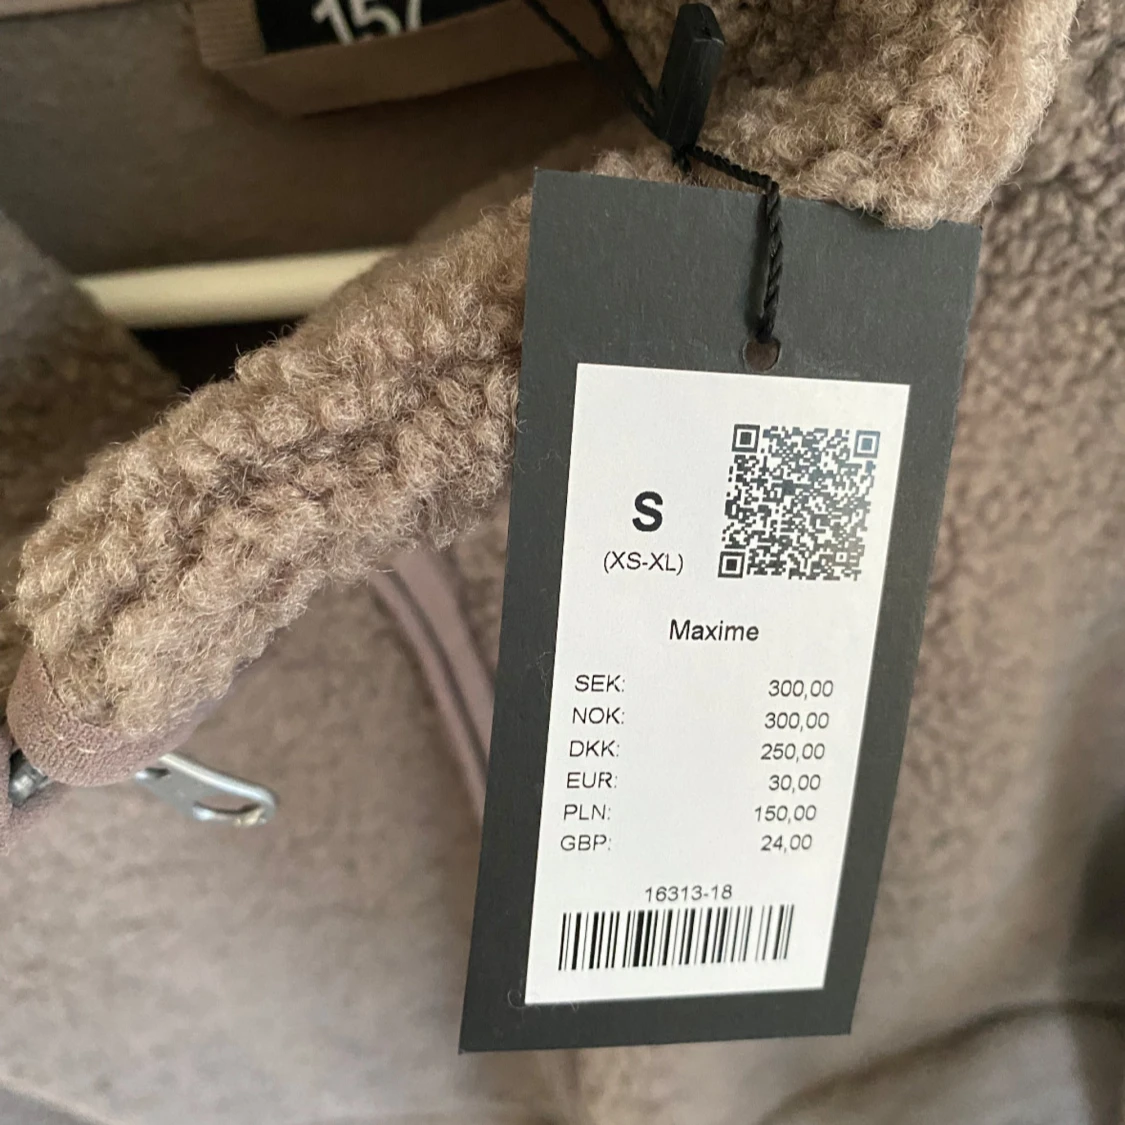 S
(XS-XL)
Maxime
SEK: 300,00
NOK: 300,00
DKK: 250,00
EUR: 30,00
PLN: 150,00
GBP: 24,00
16313-18